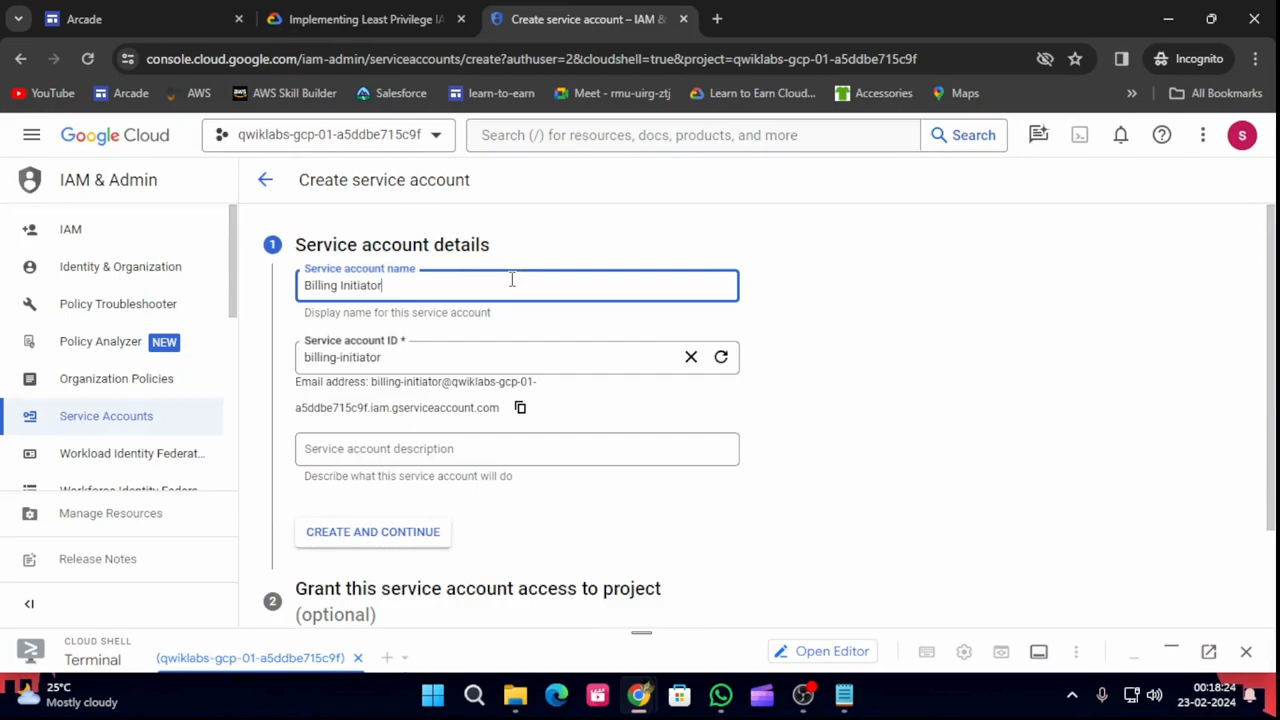 Arcade
Implementing Least Privilege IA
Create service account – IAM &
console.cloud.google.com/iam-admin/serviceaccounts/create?authuser=2&cloudshell=true&project=qwiklabs-gcp-01-a5ddbe715c9f
Incognito
YouTube
Arcade
AWS
AWS Skill Builder
Salesforce
learn-to-earn
Meet - rmu-uirg-ztj
Learn to Earn Cloud...
Accessories
Maps
»
All Bookmarks
Google Cloud
qwiklabs-gcp-01-a5ddbe715c9f
Search (/) for resources, docs, products, and more
Search
S
IAM & Admin
Create service account
IAM
Identity & Organization
Policy Troubleshooter
Policy Analyzer NEW
Organization Policies
Service Accounts
Workload Identity Federat...
Workforce Identity Federa...
Manage Resources
Release Notes
1 Service account details
Service account name
Billing Initiator
Display name for this service account
Service account ID *
billing-initiator
Email address: billing-initiator@qwiklabs-gcp-01-
a5ddbe715c9f.iam.gserviceaccount.com
Service account description
Describe what this service account will do
CREATE AND CONTINUE
2 Grant this service account access to project
(optional)
CLOUD SHELL
Terminal
(qwiklabs-gcp-01-a5ddbe715c9f)
Open Editor
25°C
Mostly cloudy
00:18:24
23-02-2024